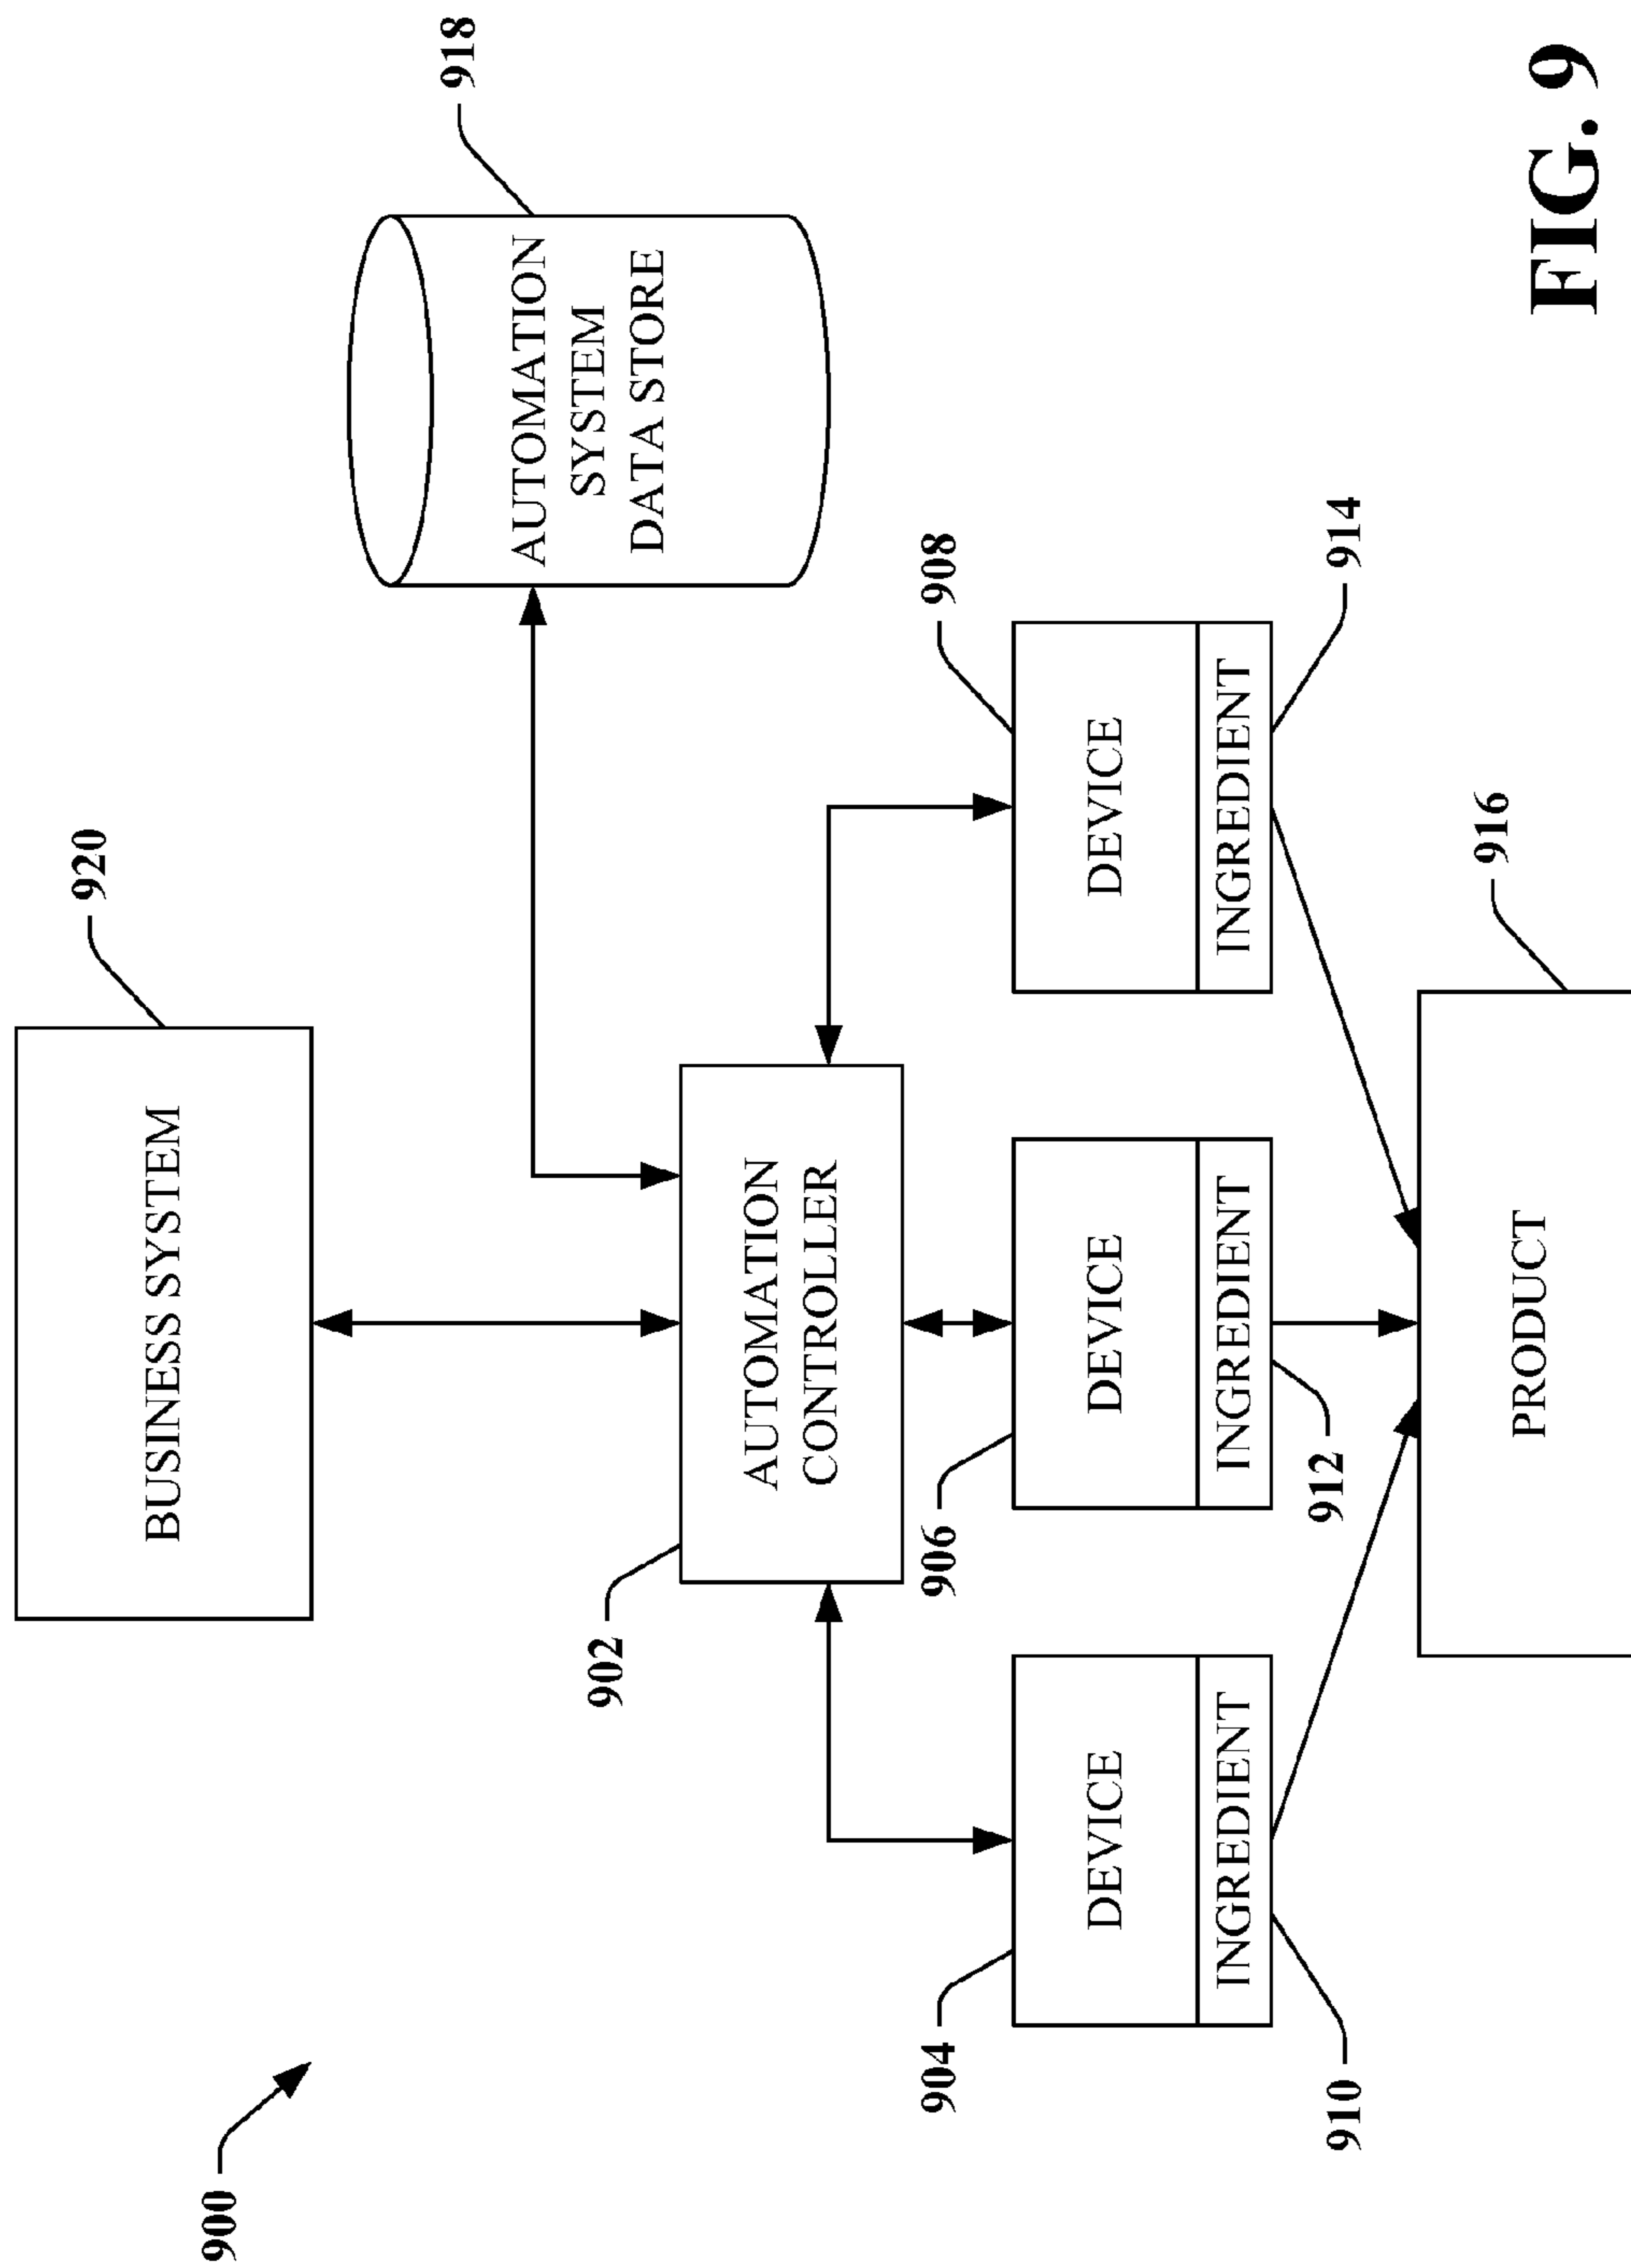 900
BUSINESS SYSTEM
920
AUTOMATION
SYSTEM
DATA STORE
918
902
AUTOMATION
CONTROLLER
904
DEVICE
INGREDIENT
910
906
DEVICE
INGREDIENT
912
908
DEVICE
INGREDIENT
914
PRODUCT
916
FIG. 9